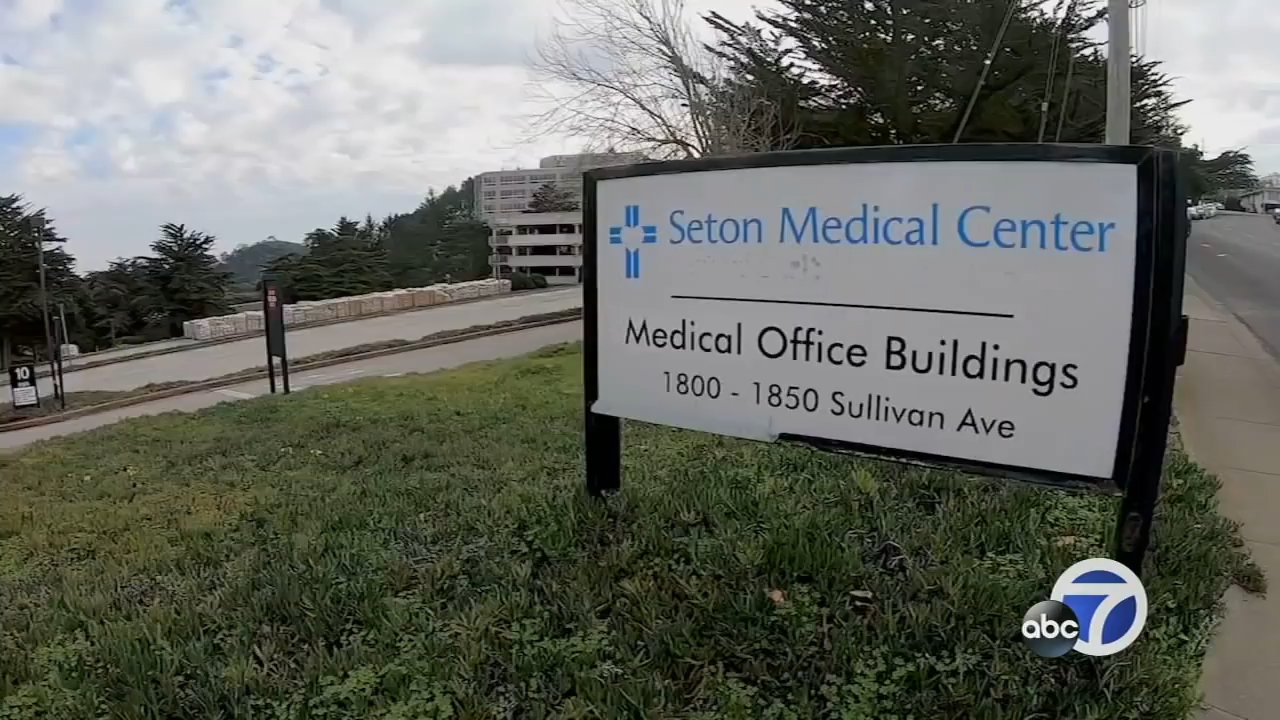 Seton Medical Center
Medical Office Buildings
1800 - 1850 Sullivan Ave
10
abc 7